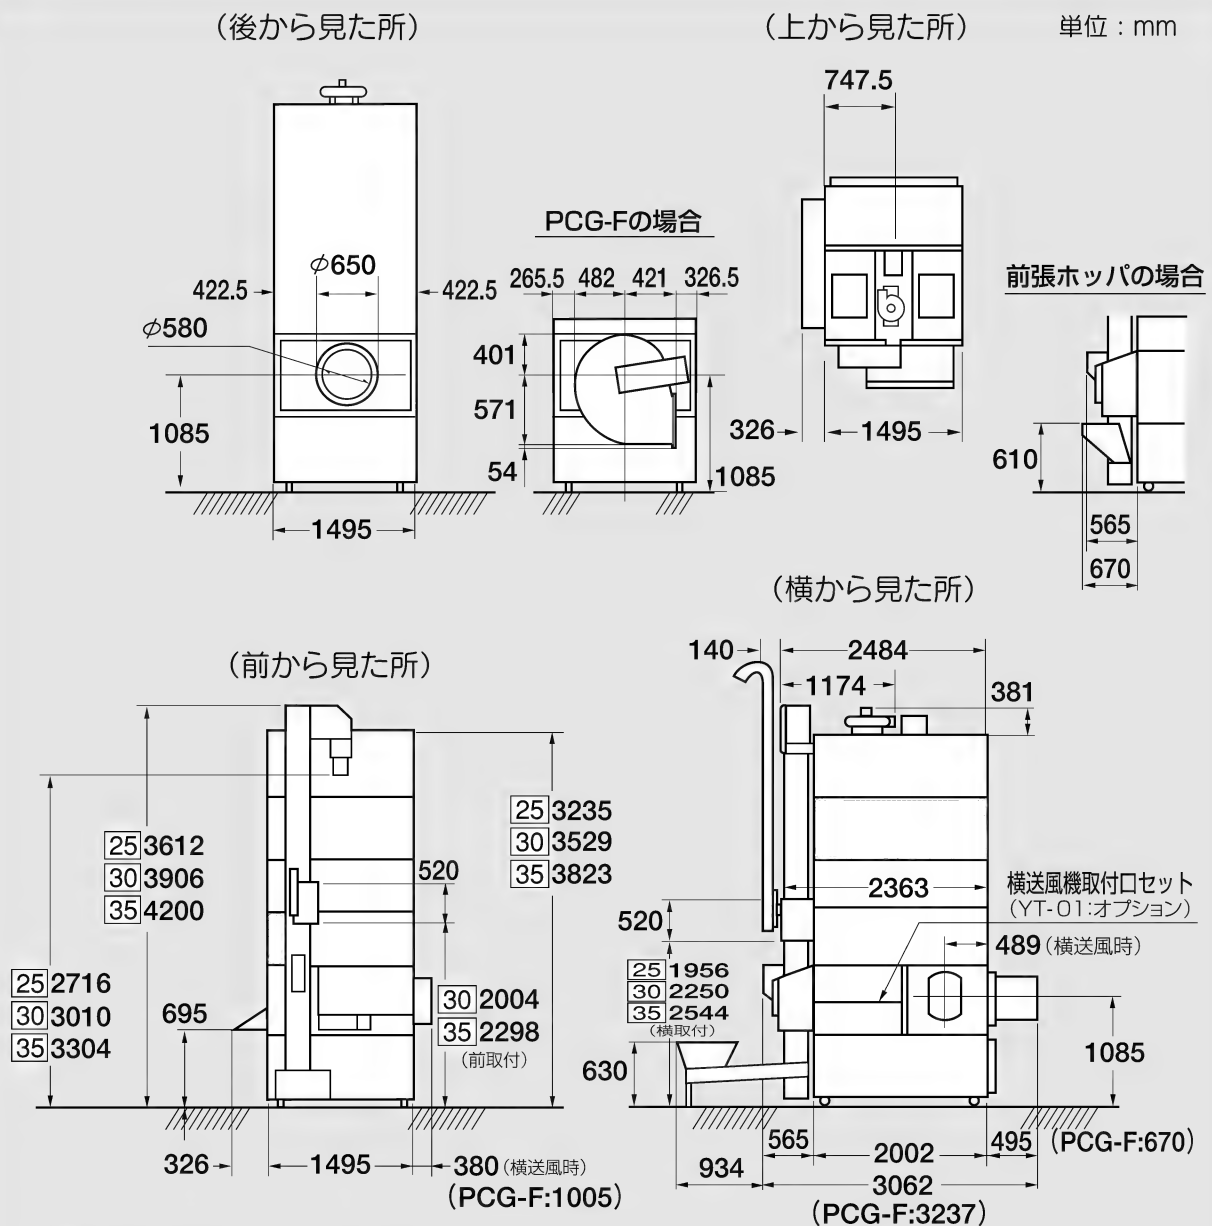 (後から見た所)
(上から見た所)
単位：mm
747.5
PCG-Fの場合
前張ホッパの場合
φ650
422.5
422.5
φ580
1085
1495
265.5 482 421 326.5
401
571
54
1085
326
1495
610
565
670
(横から見た所)
(前から見た所)
140
2484
1174
381
25 3612
30 3906
35 4200
25 2716
30 3010
35 3304
25 3235
30 3529
35 3823
520
695
30 2004
35 2298
(前取付)
326
1495
380 (横送風時)
(PCG-F:1005)
2363
横送風機取付口セット
(YT-01:オプション)
520
489 (横送風時)
25 1956
30 2250
35 2544
(横取付)
630
1085
565
2002
495
(PCG-F:670)
934
3062
(PCG-F:3237)